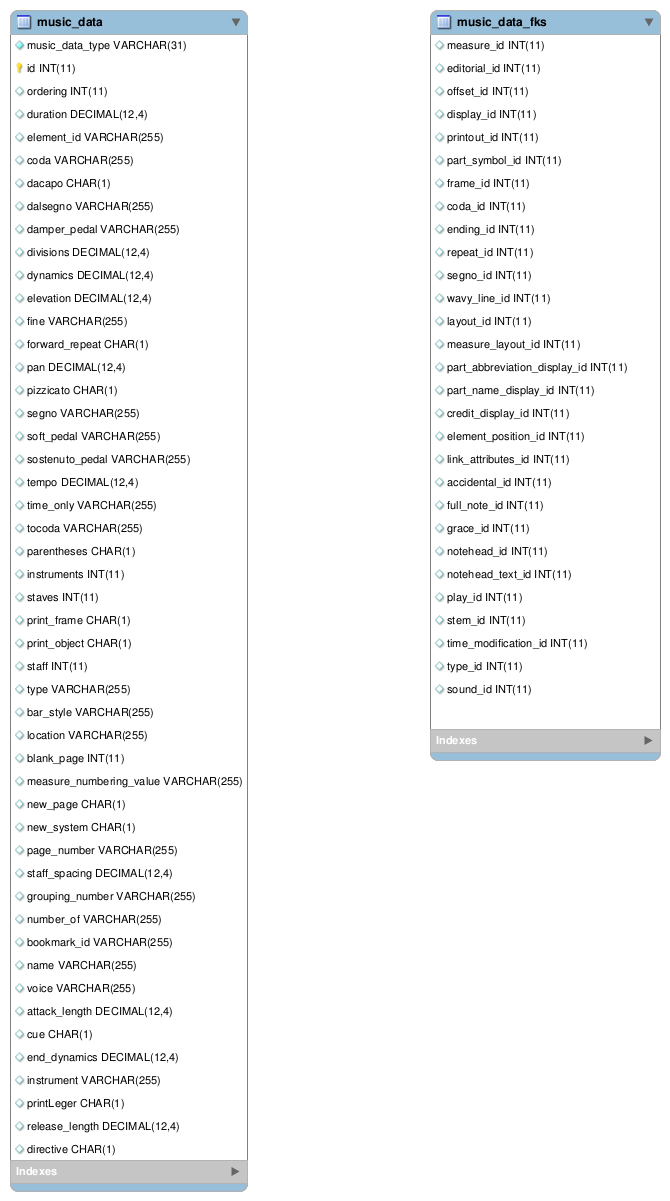 music_data
music_data_type VARCHAR(31)
id INT(11)
ordering INT(11)
duration DECIMAL(12,4)
element_id VARCHAR(255)
coda VARCHAR(255)
dacapo CHAR(1)
dalsegno VARCHAR(255)
damper_pedal VARCHAR(255)
divisions DECIMAL(12,4)
dynamics DECIMAL(12,4)
elevation DECIMAL(12,4)
fine VARCHAR(255)
forward_repeat CHAR(1)
pan DECIMAL(12,4)
pizzicato CHAR(1)
segno VARCHAR(255)
soft_pedal VARCHAR(255)
sostenuto_pedal VARCHAR(255)
tempo DECIMAL(12,4)
time_only VARCHAR(255)
tocoda VARCHAR(255)
parentheses CHAR(1)
instruments INT(11)
staves INT(11)
print_frame CHAR(1)
print_object CHAR(1)
staff INT(11)
type VARCHAR(255)
bar_style VARCHAR(255)
location VARCHAR(255)
blank_page INT(11)
measure_numbering_value VARCHAR(255)
new_page CHAR(1)
new_system CHAR(1)
page_number VARCHAR(255)
staff_spacing DECIMAL(12,4)
grouping_number VARCHAR(255)
number_of VARCHAR(255)
bookmark_id VARCHAR(255)
name VARCHAR(255)
voice VARCHAR(255)
attack_length DECIMAL(12,4)
cue CHAR(1)
end_dynamics DECIMAL(12,4)
instrument VARCHAR(255)
printLeger CHAR(1)
release_length DECIMAL(12,4)
directive CHAR(1)
Indexes
music_data_fks
measure_id INT(11)
editorial_id INT(11)
offset_id INT(11)
display_id INT(11)
printout_id INT(11)
part_symbol_id INT(11)
frame_id INT(11)
coda_id INT(11)
ending_id INT(11)
repeat_id INT(11)
segno_id INT(11)
wavy_line_id INT(11)
layout_id INT(11)
measure_layout_id INT(11)
part_abbreviation_display_id INT(11)
part_name_display_id INT(11)
credit_display_id INT(11)
element_position_id INT(11)
link_attributes_id INT(11)
accidental_id INT(11)
full_note_id INT(11)
grace_id INT(11)
notehead_id INT(11)
notehead_text_id INT(11)
play_id INT(11)
stem_id INT(11)
time_modification_id INT(11)
type_id INT(11)
sound_id INT(11)
Indexes